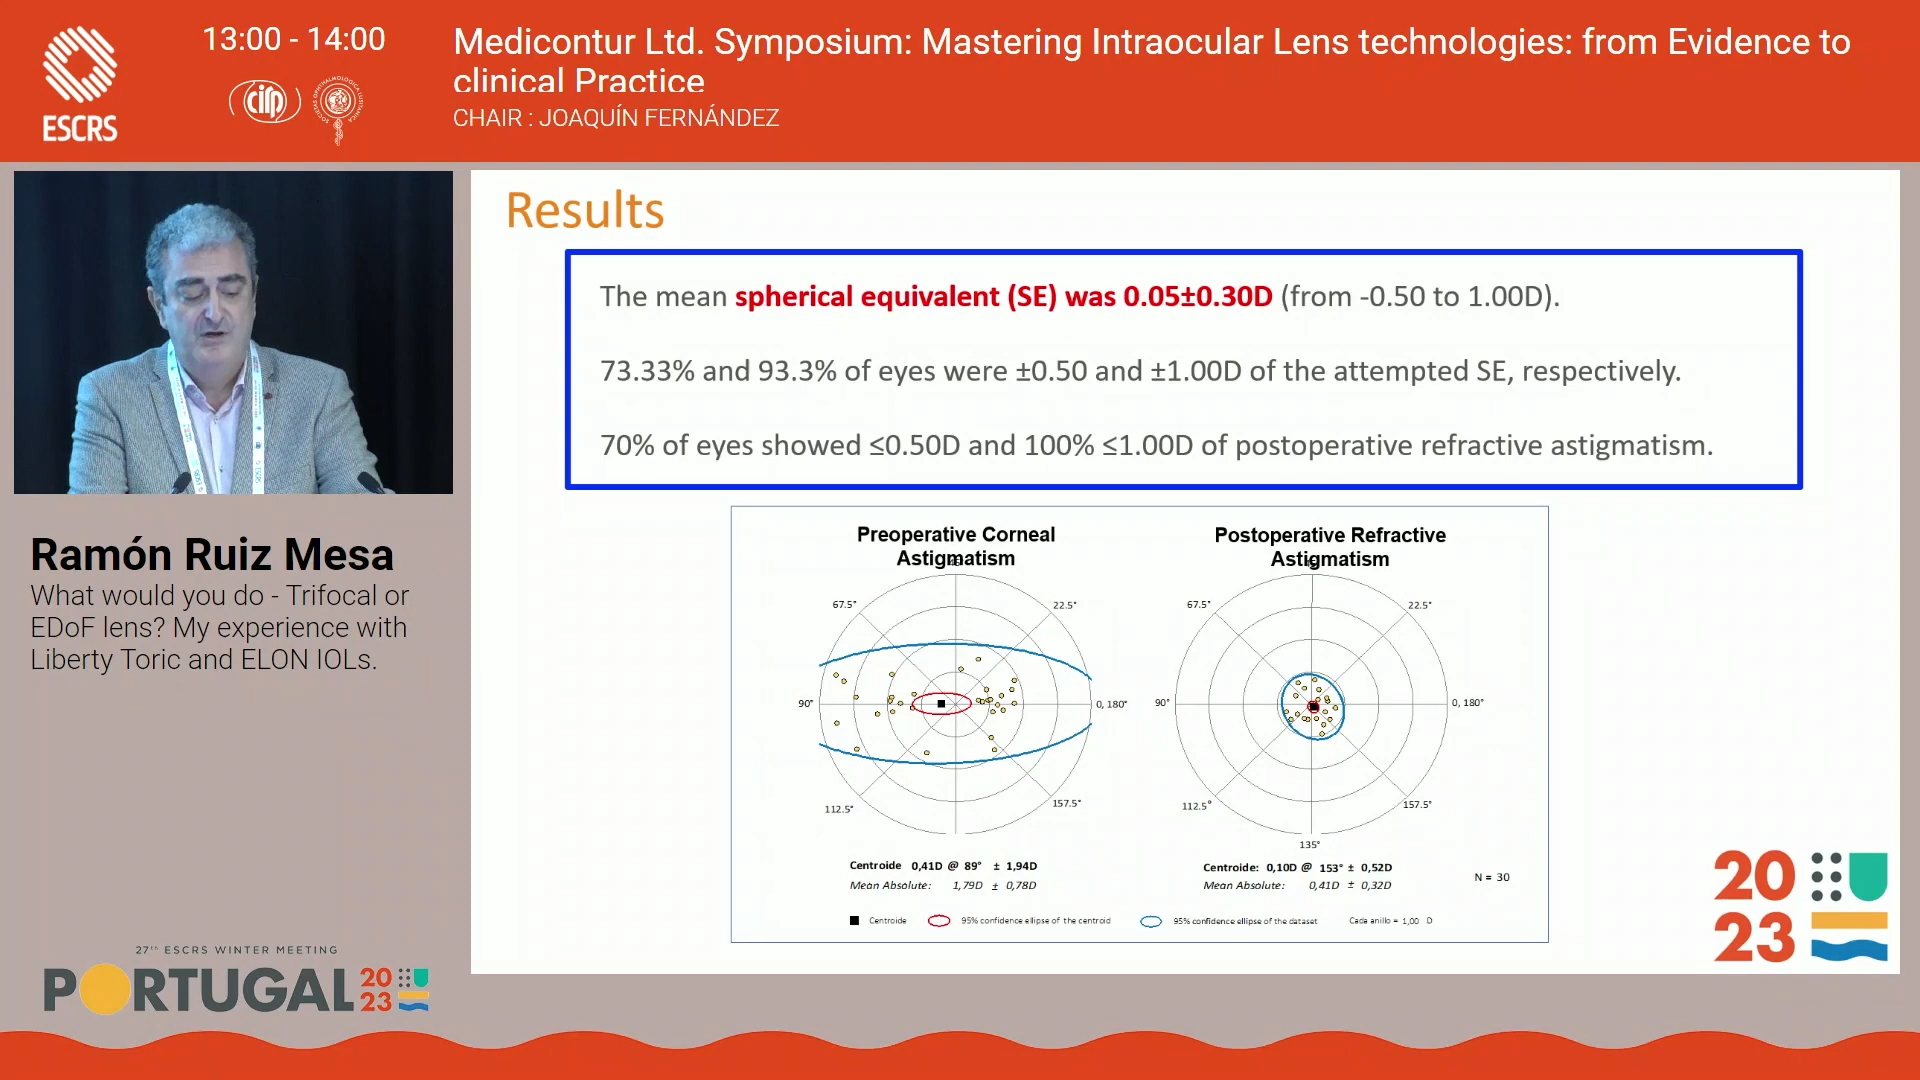 ESCRS
13:00 - 14:00
cirp
Medicontur Ltd. Symposium: Mastering Intraocular Lens technologies: from Evidence to
clinical Practice
CHAIR : JOAQUÍN FERNÁNDEZ
Ramón Ruiz Mesa
What would you do - Trifocal or
EDoF lens? My experience with
Liberty Toric and ELON IOLs.
27TH ESCRS WINTER MEETING
PORTUGAL 20
23
Results
The mean spherical equivalent (SE) was 0.05±0.30D (from -0.50 to 1.00D).
73.33% and 93.3% of eyes were ±0.50 and ±1.00D of the attempted SE, respectively.
70% of eyes showed ≤0.50D and 100% ≤1.00D of postoperative refractive astigmatism.
Preoperative Corneal
Astigmatism
67.5°
22.5°
90°
0, 180°
112.5°
157.5°
Centroide 0,41D @ 89° ± 1,94D
Mean Absolute: 1,79D ± 0,78D
Postoperative Refractive
Astigmatism
67.5°
22.5°
90°
0, 180°
112.5°
157.5°
135°
Centroide: 0,10D @ 153° ± 0,52D
Mean Absolute: 0,41D ± 0,32D
N = 30
Centroide
95% confidence ellipse of the centroid
95% confidence ellipse of the dataset
Cada anillo = 1,00 D
20
23